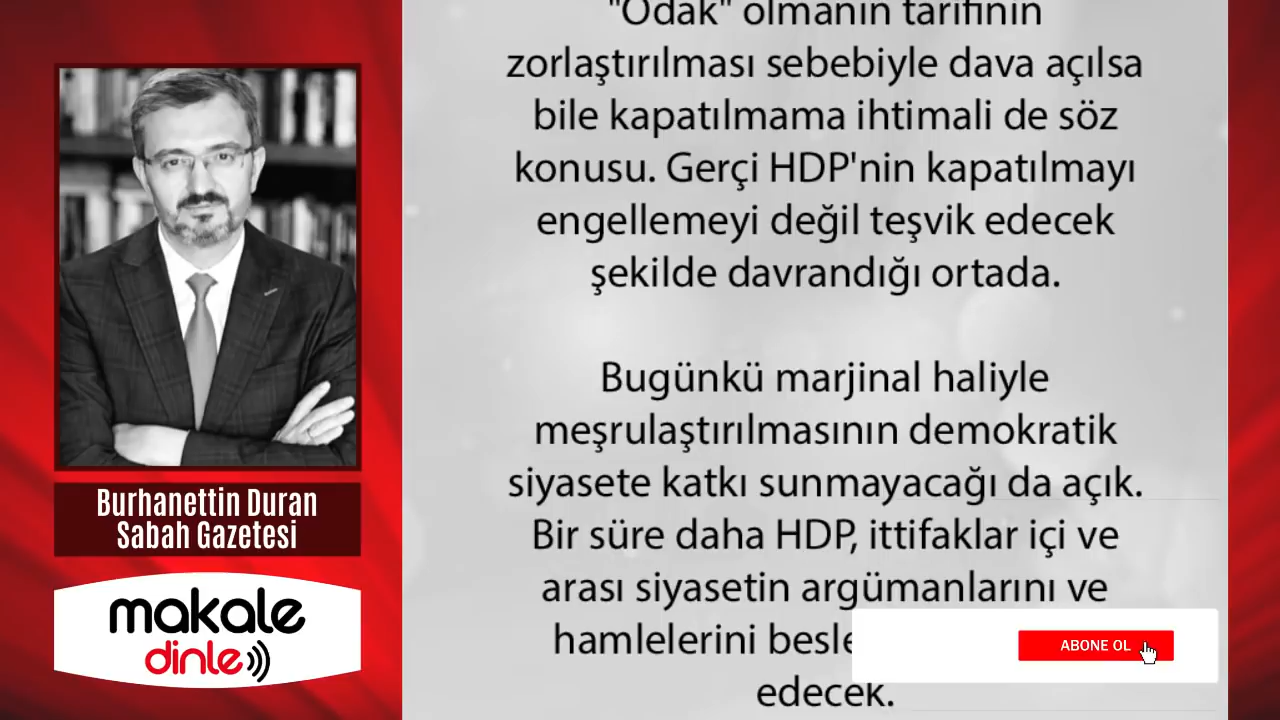 "Odak" olmanın tarifinin
zorlaştırılması sebebiyle dava açılsa
bile kapatılmama ihtimali de söz
konusu. Gerçi HDP'nin kapatılmayı
engellemeyi değil teşvik edecek
şekilde davrandığı ortada.
Bugünkü marjinal haliyle
meşrulaştırılmasının demokratik
siyasete katkı sunmayacağı da açık.
Bir süre daha HDP, ittifaklar içi ve
arası siyasetin argümanlarını ve
hamlelerini
edecek.
ABONE OL
Burhanettin Duran
Sabah Gazetesi
makale
dinle